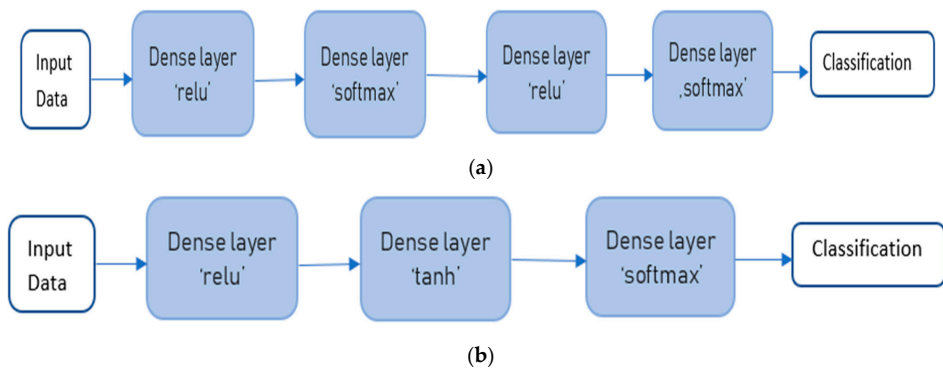 Input
Data
Dense layer
‘relu’
Dense layer
‘softmax’
Dense layer
‘relu’
Dense layer
‚softmax’
Classification
(a)
Input
Data
Dense layer
‘relu’
Dense layer
‘tanh’
Dense layer
‘softmax’
Classification
(b)